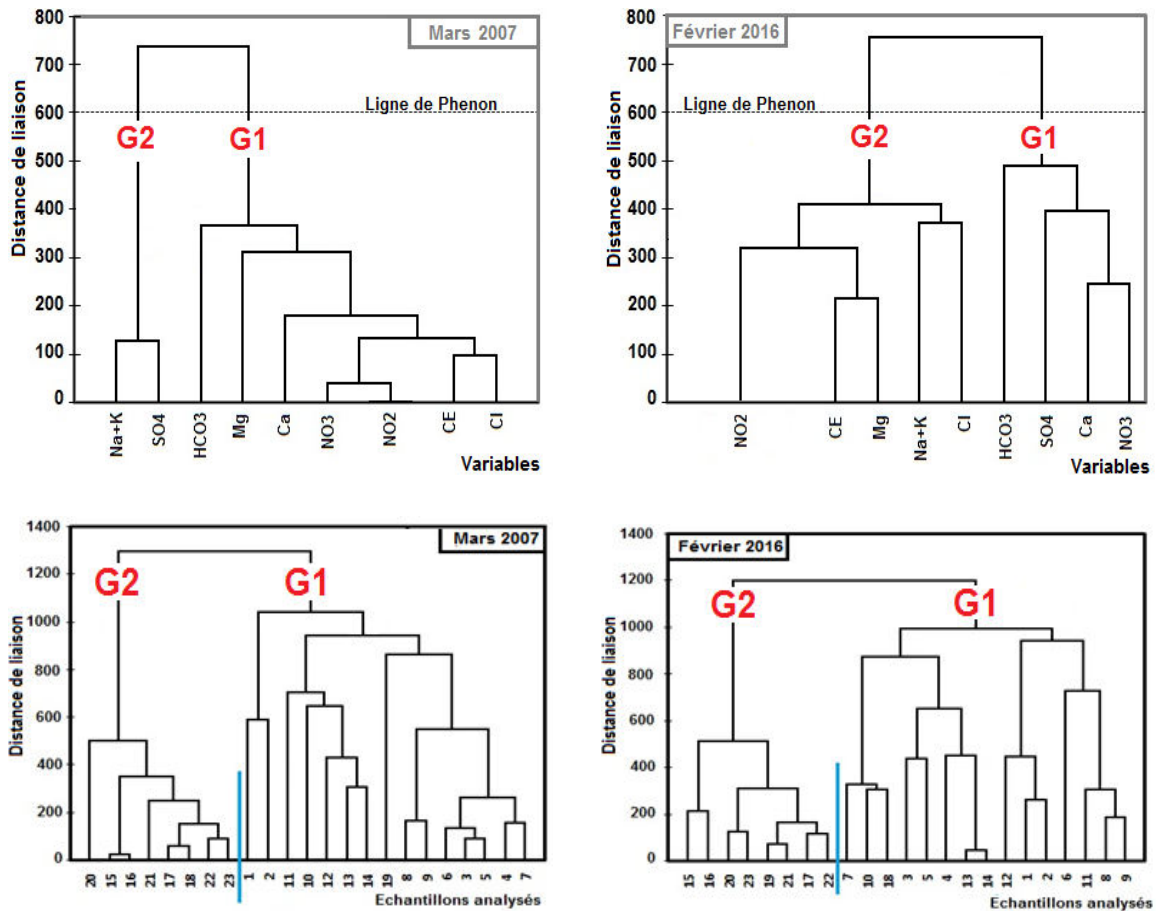 Mars 2007
Distance de liaison
800
700
600
500
400
300
200
100
0
Ligne de Phenon
G2
G1
Na+K
SO4
HCO3
Mg
Ca
NO3
NO2
CE
Cl
Variables
Février 2016
Distance de liaison
800
700
600
500
400
300
200
100
0
Ligne de Phenon
G2
G1
NO2
CE
Mg
Na+K
Cl
HCO3
SO4
Ca
NO3
Variables
Mars 2007
Distance de liaison
1400
1200
1000
800
600
400
200
0
G2
G1
20 15 16 21 17 18 22 23 1 2 11 10 12 13 14 19 8 9 6 3 5 4 7
Echantillons analysés
Février 2016
Distance de liaison
1400
1200
1000
800
600
400
200
0
G2
G1
15 16 20 23 19 21 17 22 7 10 18 3 5 4 13 14 12 1 2 6 11 8 9
Echantillons analysés